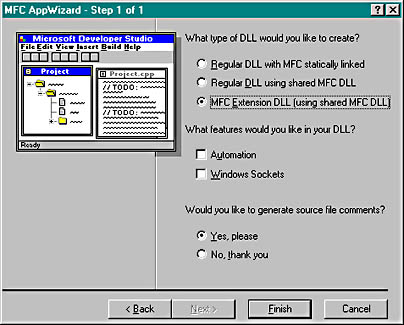 MFC AppWizard - Step 1 of 1
Microsoft Developer Studio
File Edit View Insert Build Help
Project
Project.cpp
// TODO:
// TODO:
Ready
What type of DLL would you like to create?
Regular DLL with MFC statically linked
Regular DLL using shared MFC DLL
MFC Extension DLL (using shared MFC DLL)
What features would you like in your DLL?
Automation
Windows Sockets
Would you like to generate source file comments?
Yes, please
No, thank you
< Back
Next >
Finish
Cancel